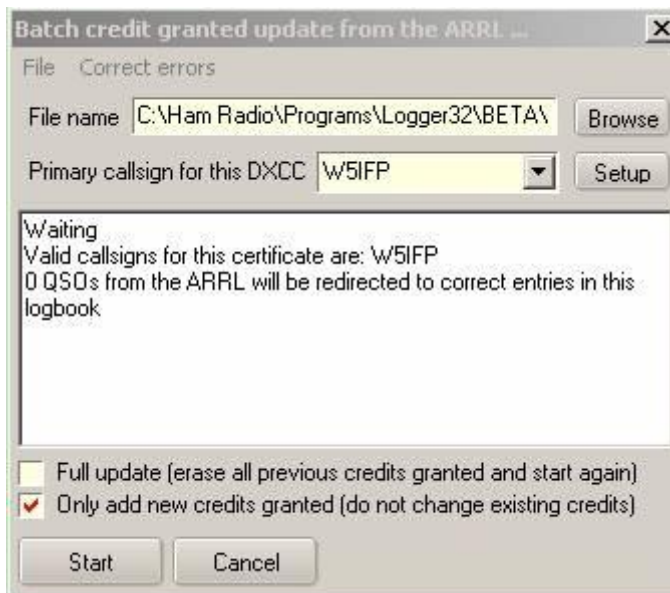 Batch credit granted update from the ARRL ...
File Correct errors
File name C:\Ham Radio\Programs\Logger32\BETA\ Browse
Primary callsign for this DXCC W5IFP Setup
Waiting
Valid callsigns for this certificate are: W5IFP
0 QSOs from the ARRL will be redirected to correct entries in this
logbook
Full update (erase all previous credits granted and start again)
Only add new credits granted (do not change existing credits)
Start Cancel